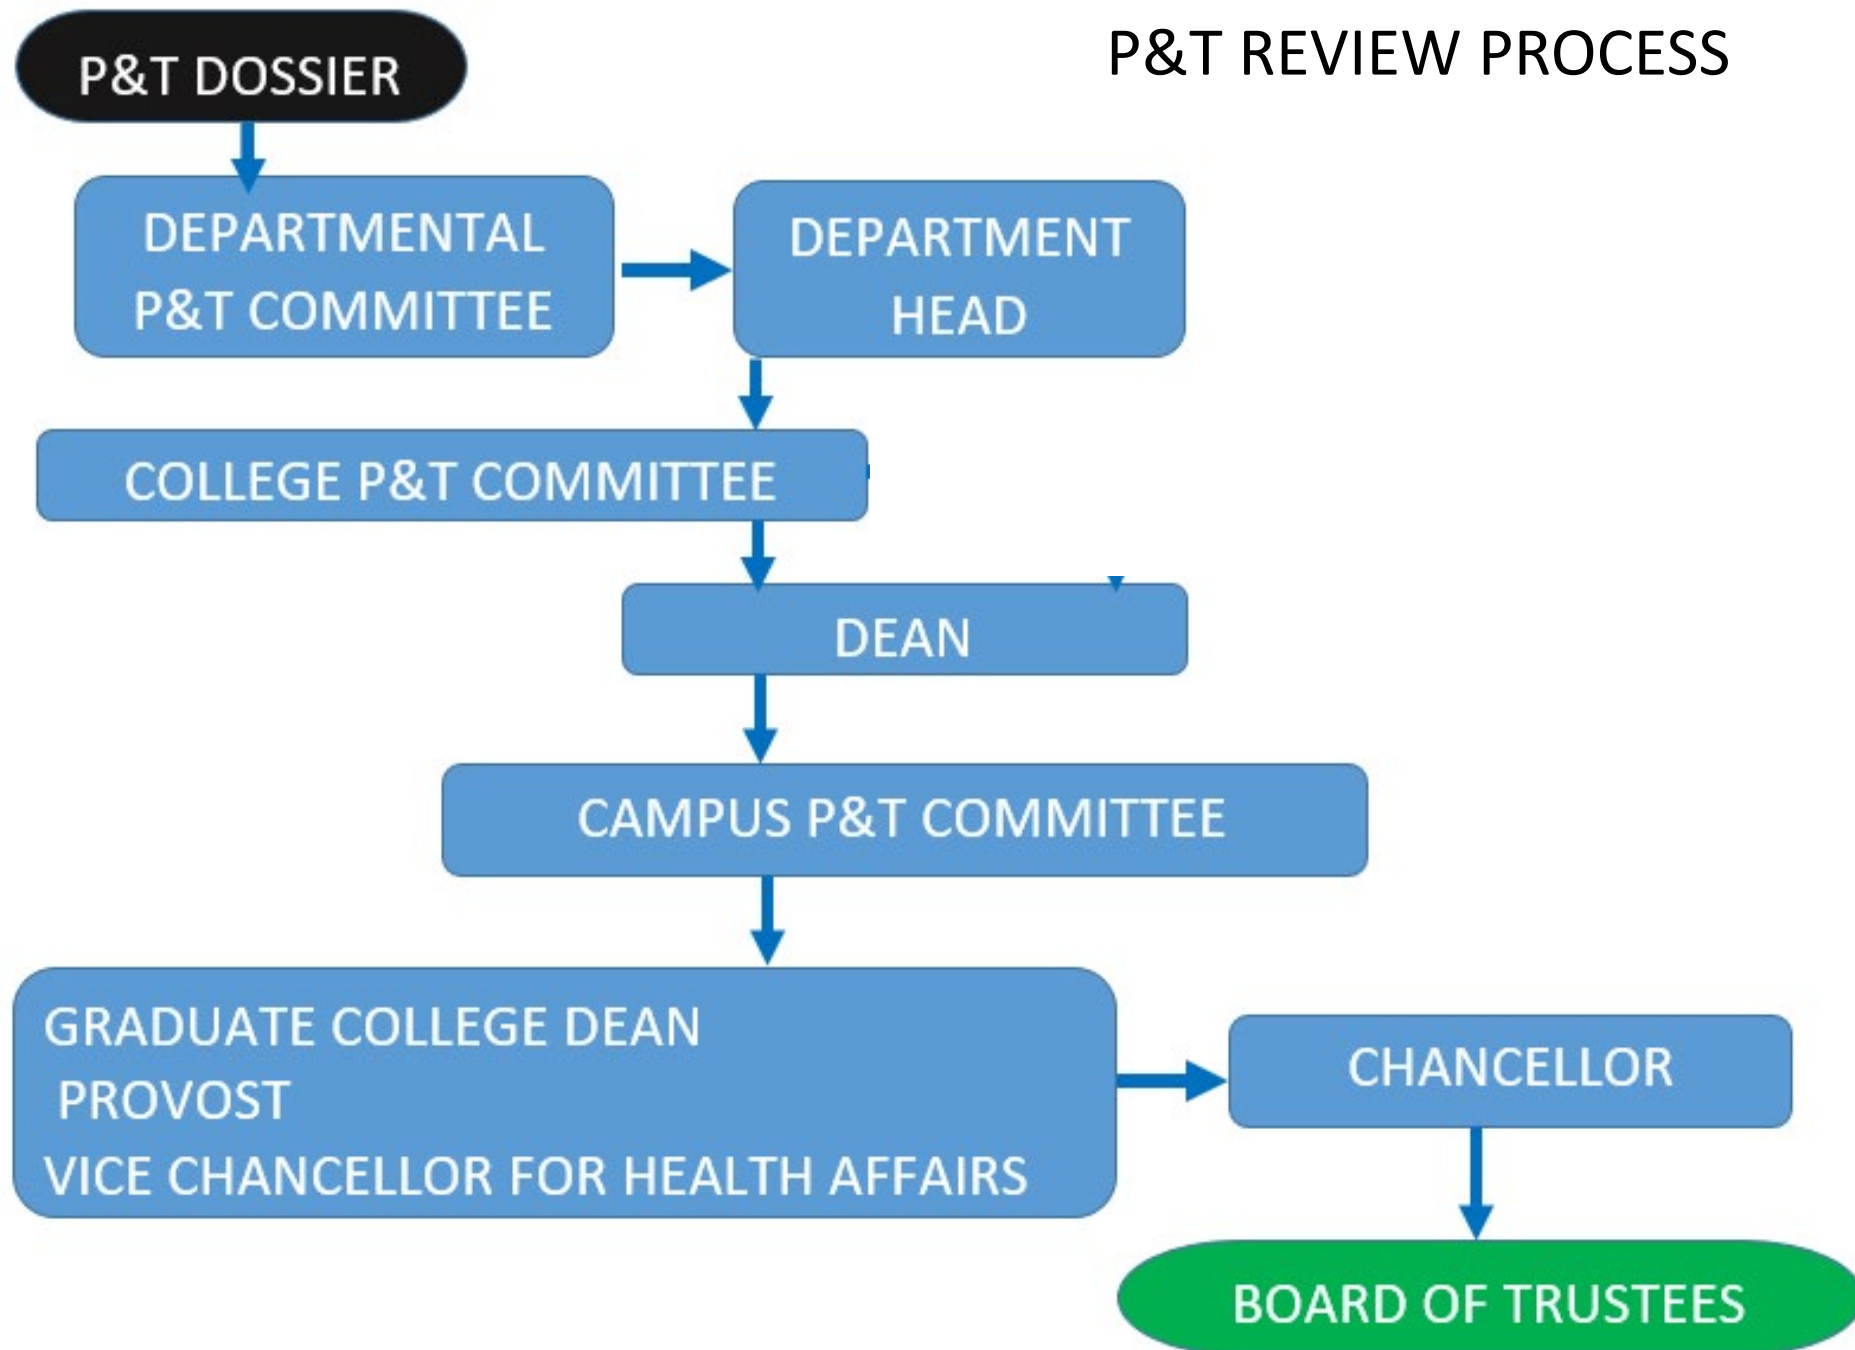 P&T REVIEW PROCESS
P&T DOSSIER
DEPARTMENTAL
P&T COMMITTEE
DEPARTMENT
HEAD
COLLEGE P&T COMMITTEE
DEAN
CAMPUS P&T COMMITTEE
GRADUATE COLLEGE DEAN
PROVOST
VICE CHANCELLOR FOR HEALTH AFFAIRS
CHANCELLOR
BOARD OF TRUSTEES